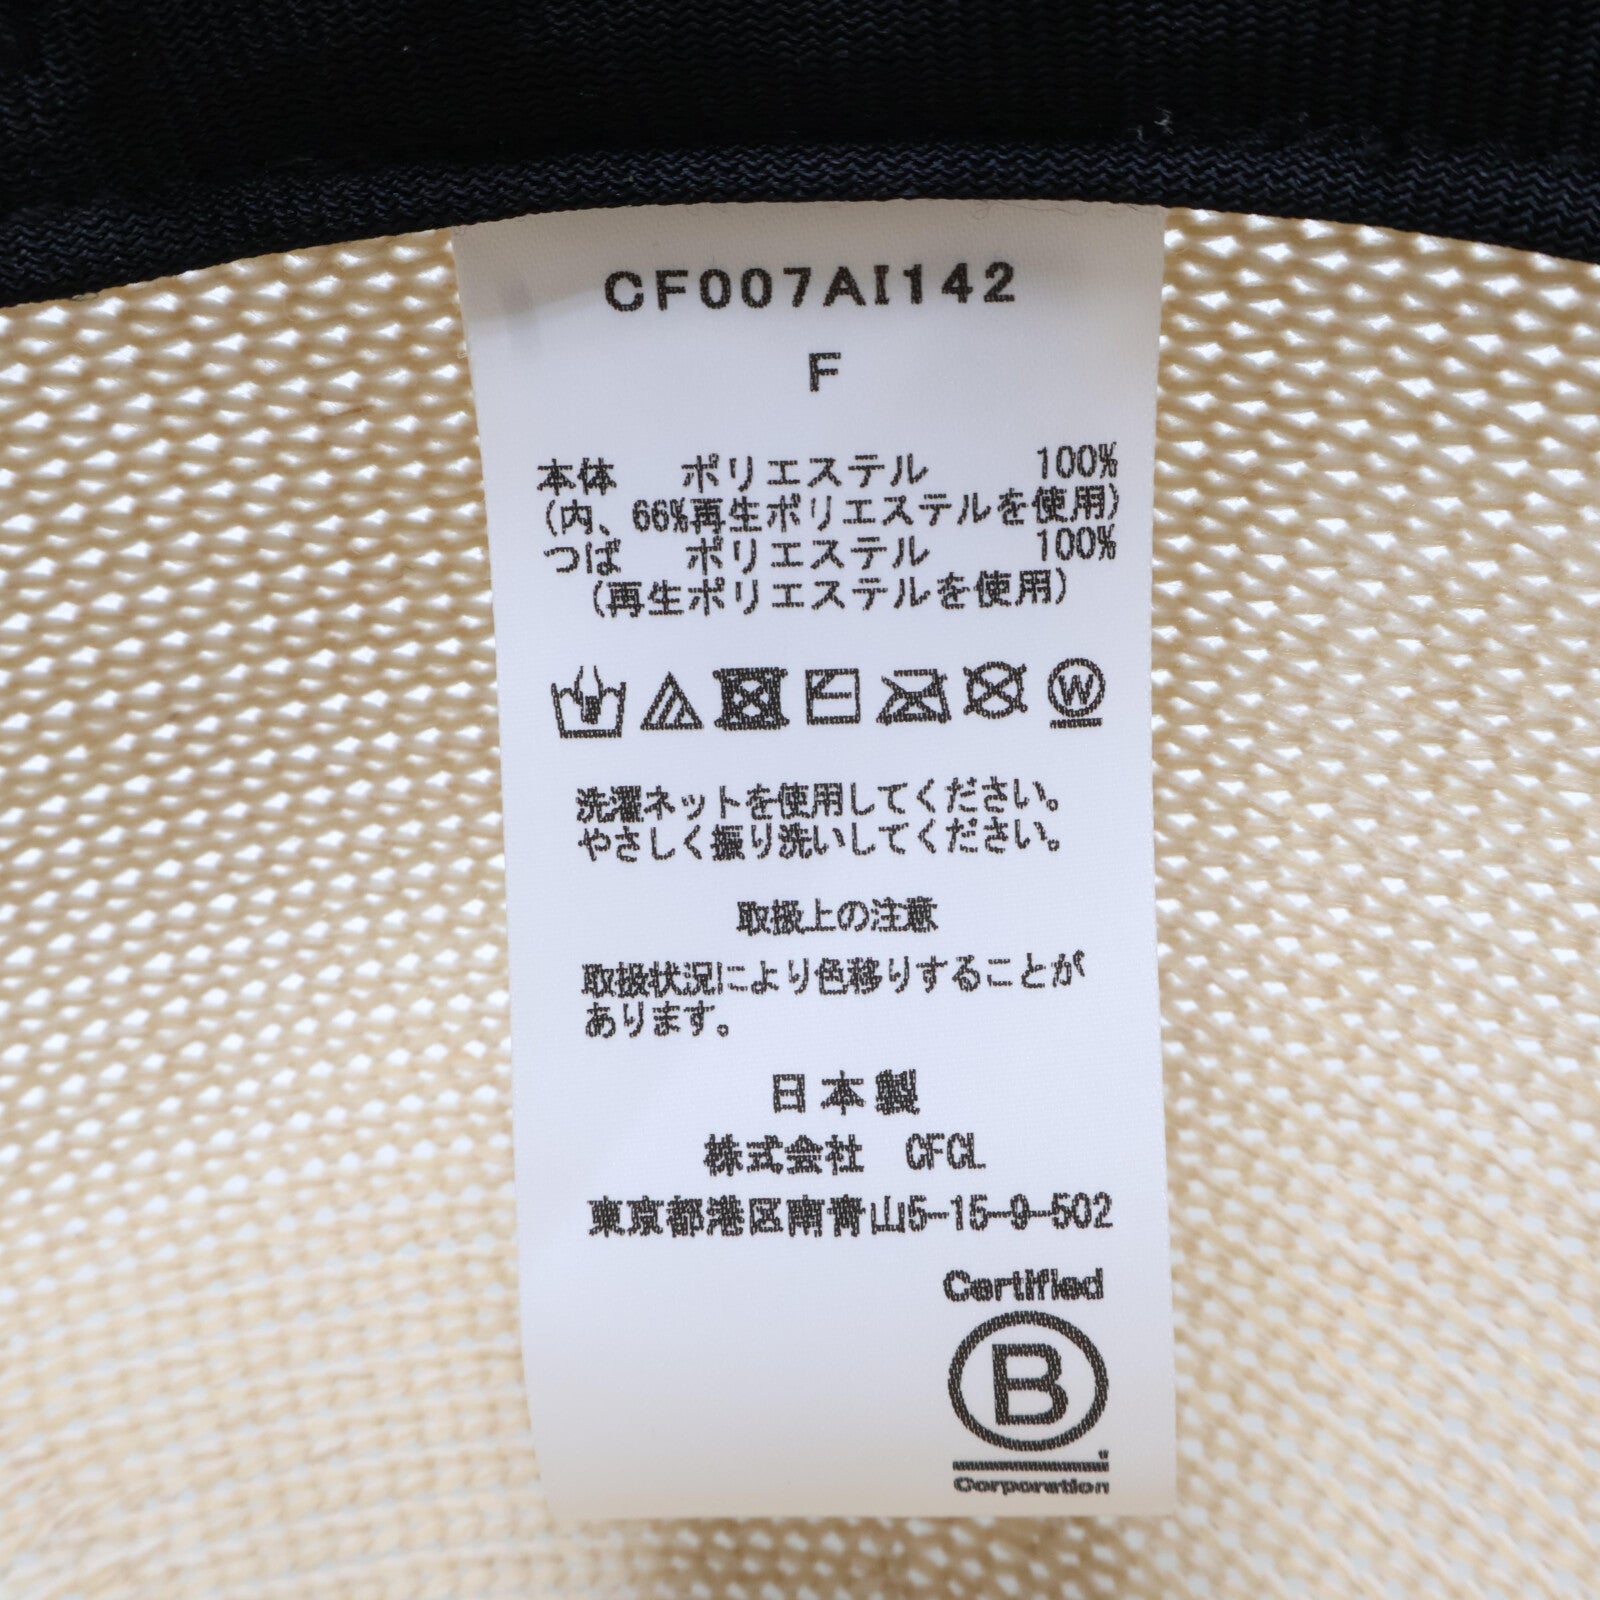 CF007AI142
F
本体 ポリエステル 100%
(内、66%再生ポリエステルを使用)
つば ポリエステル 100%
(再生ポリエステルを使用)
W
洗濯ネットを使用してください。
やさしく振り洗いしてください。
取扱上の注意
取扱状況により色移りすることが
あります。
日本製
株式会社 CFCL
東京都港区南青山5-15-9-502
Certified
B
Corporation